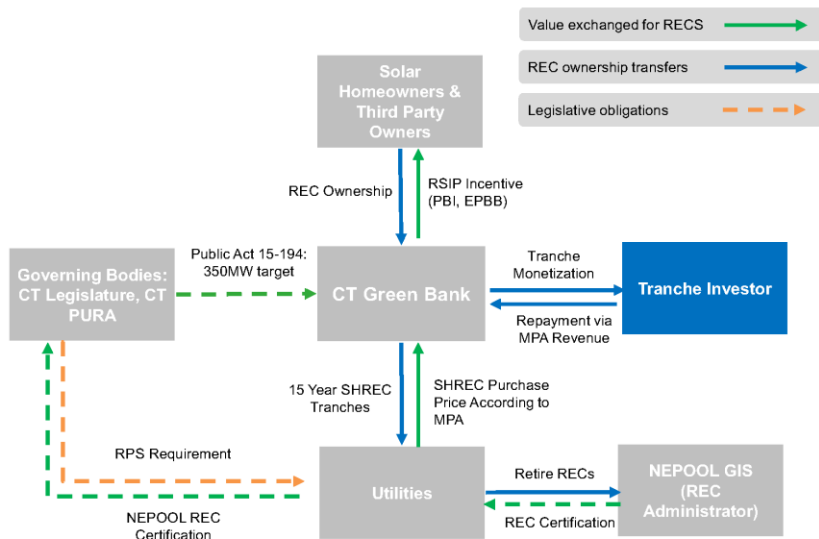 Value exchanged for RECS
REC ownership transfers
Legislative obligations
Solar
Homeowners &
Third Party
Owners
REC Ownership
RSIP Incentive
(PBI, EPBB)
Governing Bodies:
CT Legislature, CT
PURA
Public Act 15-194:
350MW target
CT Green Bank
Tranche
Monetization
Repayment via
MPA Revenue
Tranche Investor
15 Year SHREC
Tranches
SHREC Purchase
Price According to
MPA
RPS Requirement
NEPOOL REC
Certification
Utilities
Retire RECs
REC Certification
NEPOOL GIS
(REC
Administrator)